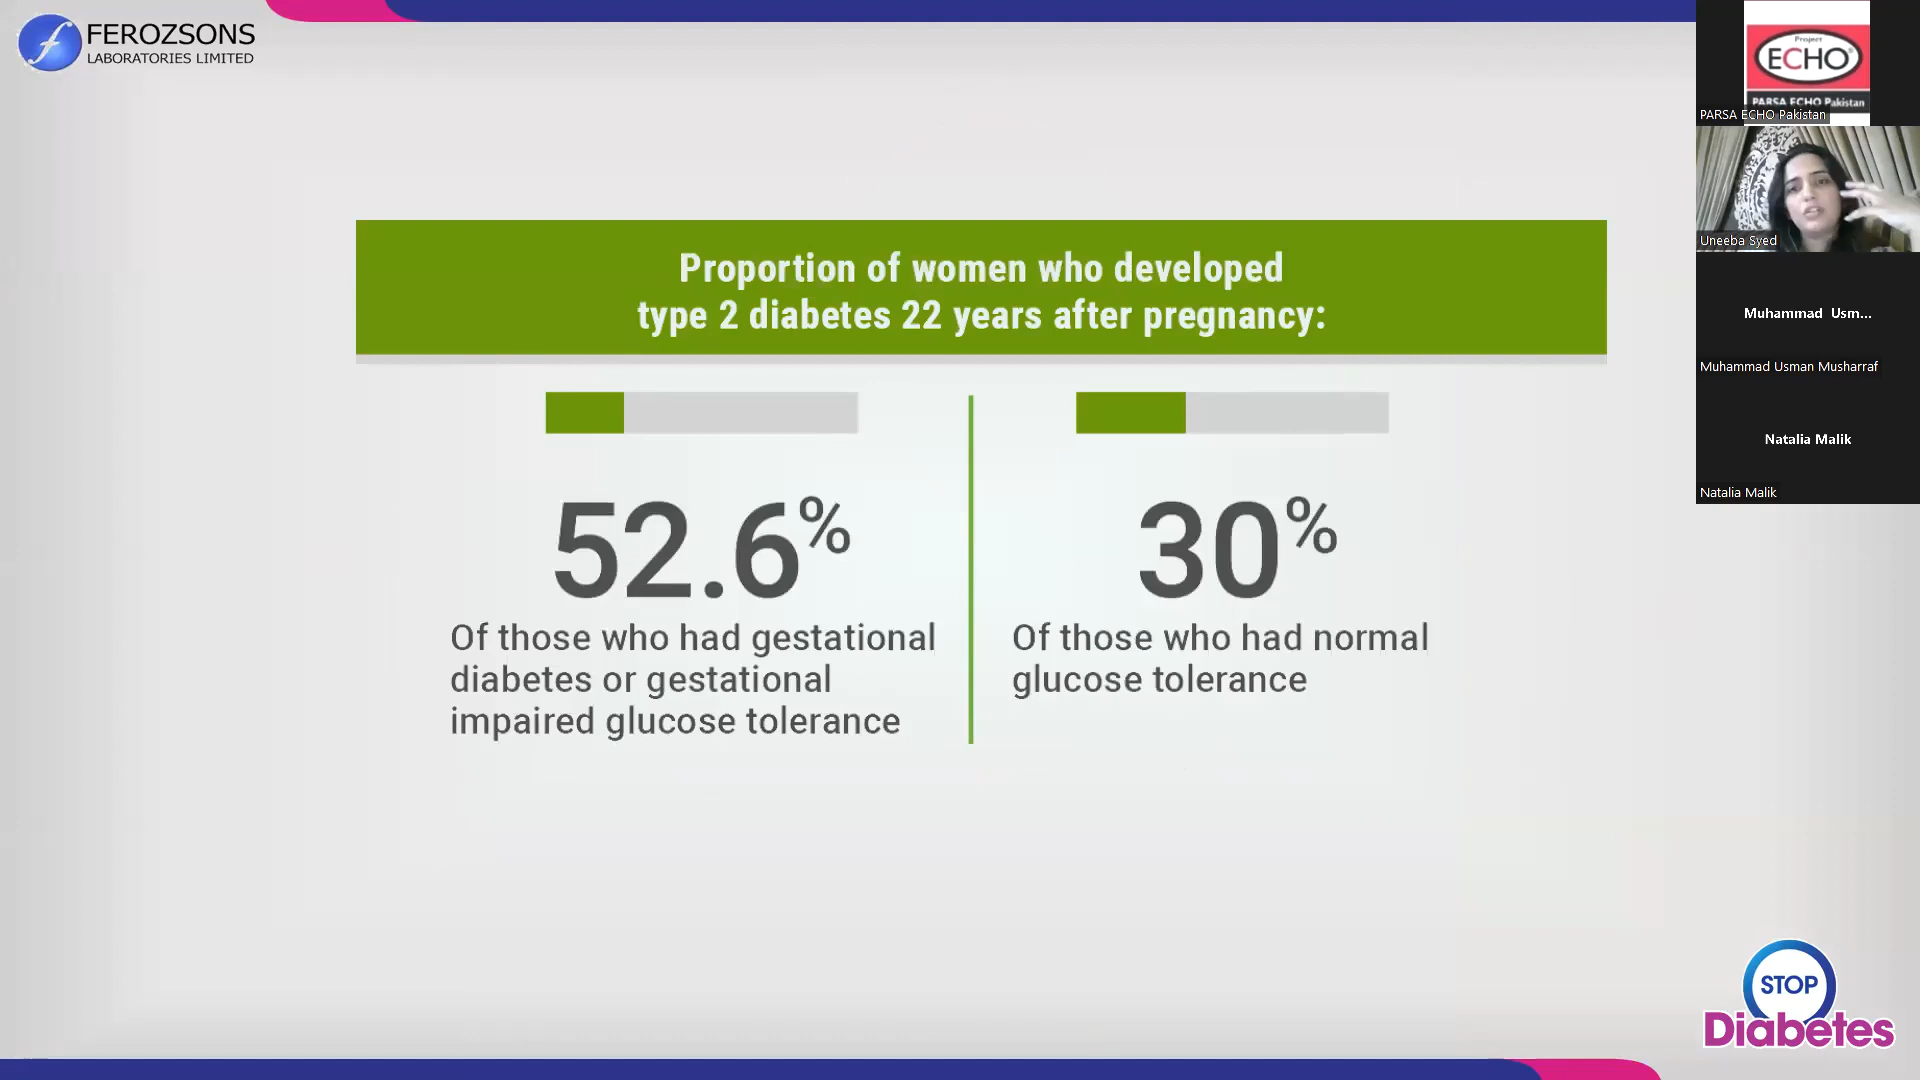 FEROZSONS
LABORATORIES LIMITED
Proportion of women who developed
type 2 diabetes 22 years after pregnancy:
52.6%
Of those who had gestational
diabetes or gestational
impaired glucose tolerance
30%
Of those who had normal
glucose tolerance
Project
ECHO
PARSA ECHO Pakistan
PARSA ECHO Pakistan
Uneeba Syed
Muhammad Usm...
Muhammad Usman Musharraf
Natalia Malik
Natalia Malik
STOP
Diabetes